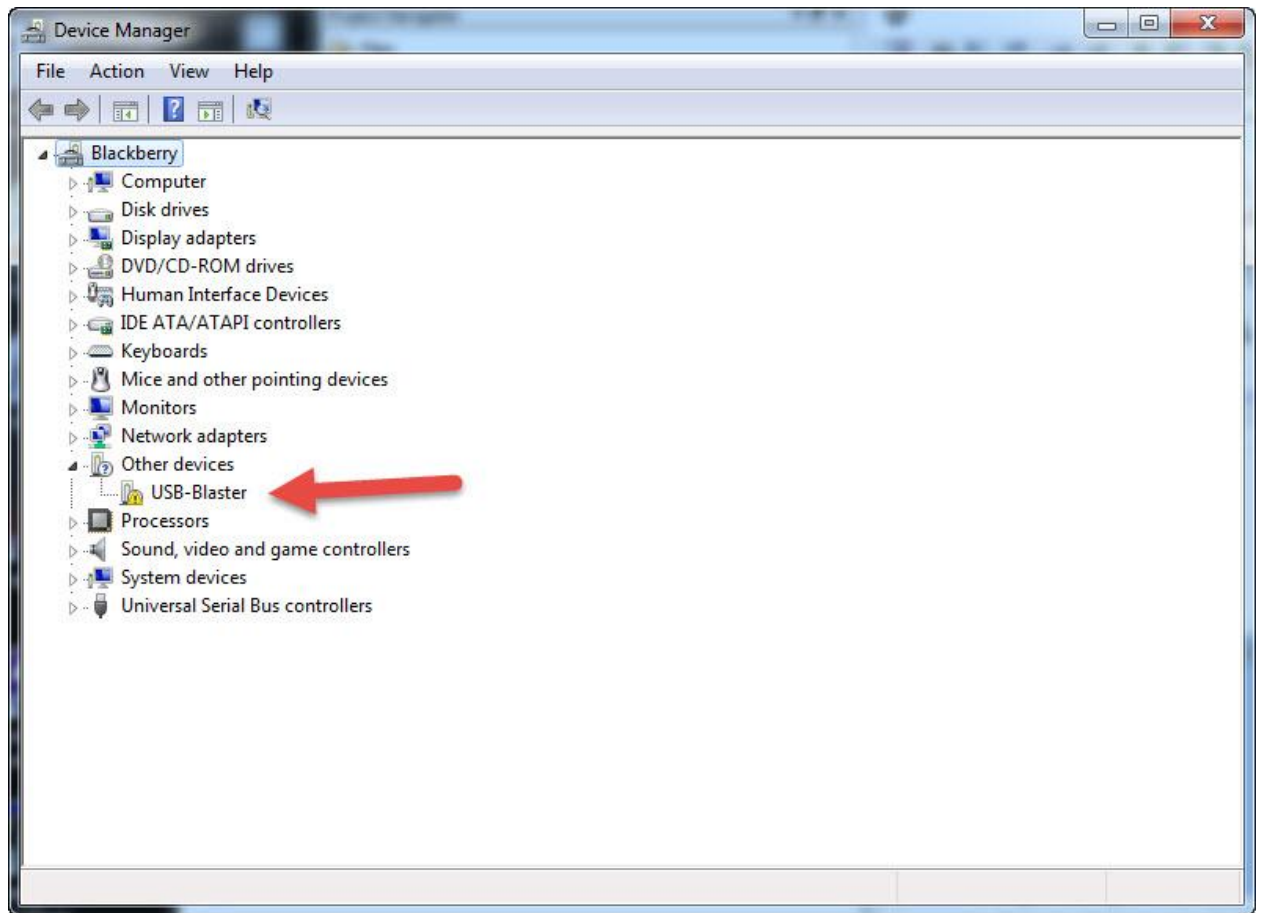 Device Manager
File Action View Help
Blackberry
Computer
Disk drives
Display adapters
DVD/CD-ROM drives
Human Interface Devices
IDE ATA/ATAPI controllers
Keyboards
Mice and other pointing devices
Monitors
Network adapters
Other devices
USB-Blaster
Processors
Sound, video and game controllers
System devices
Universal Serial Bus controllers